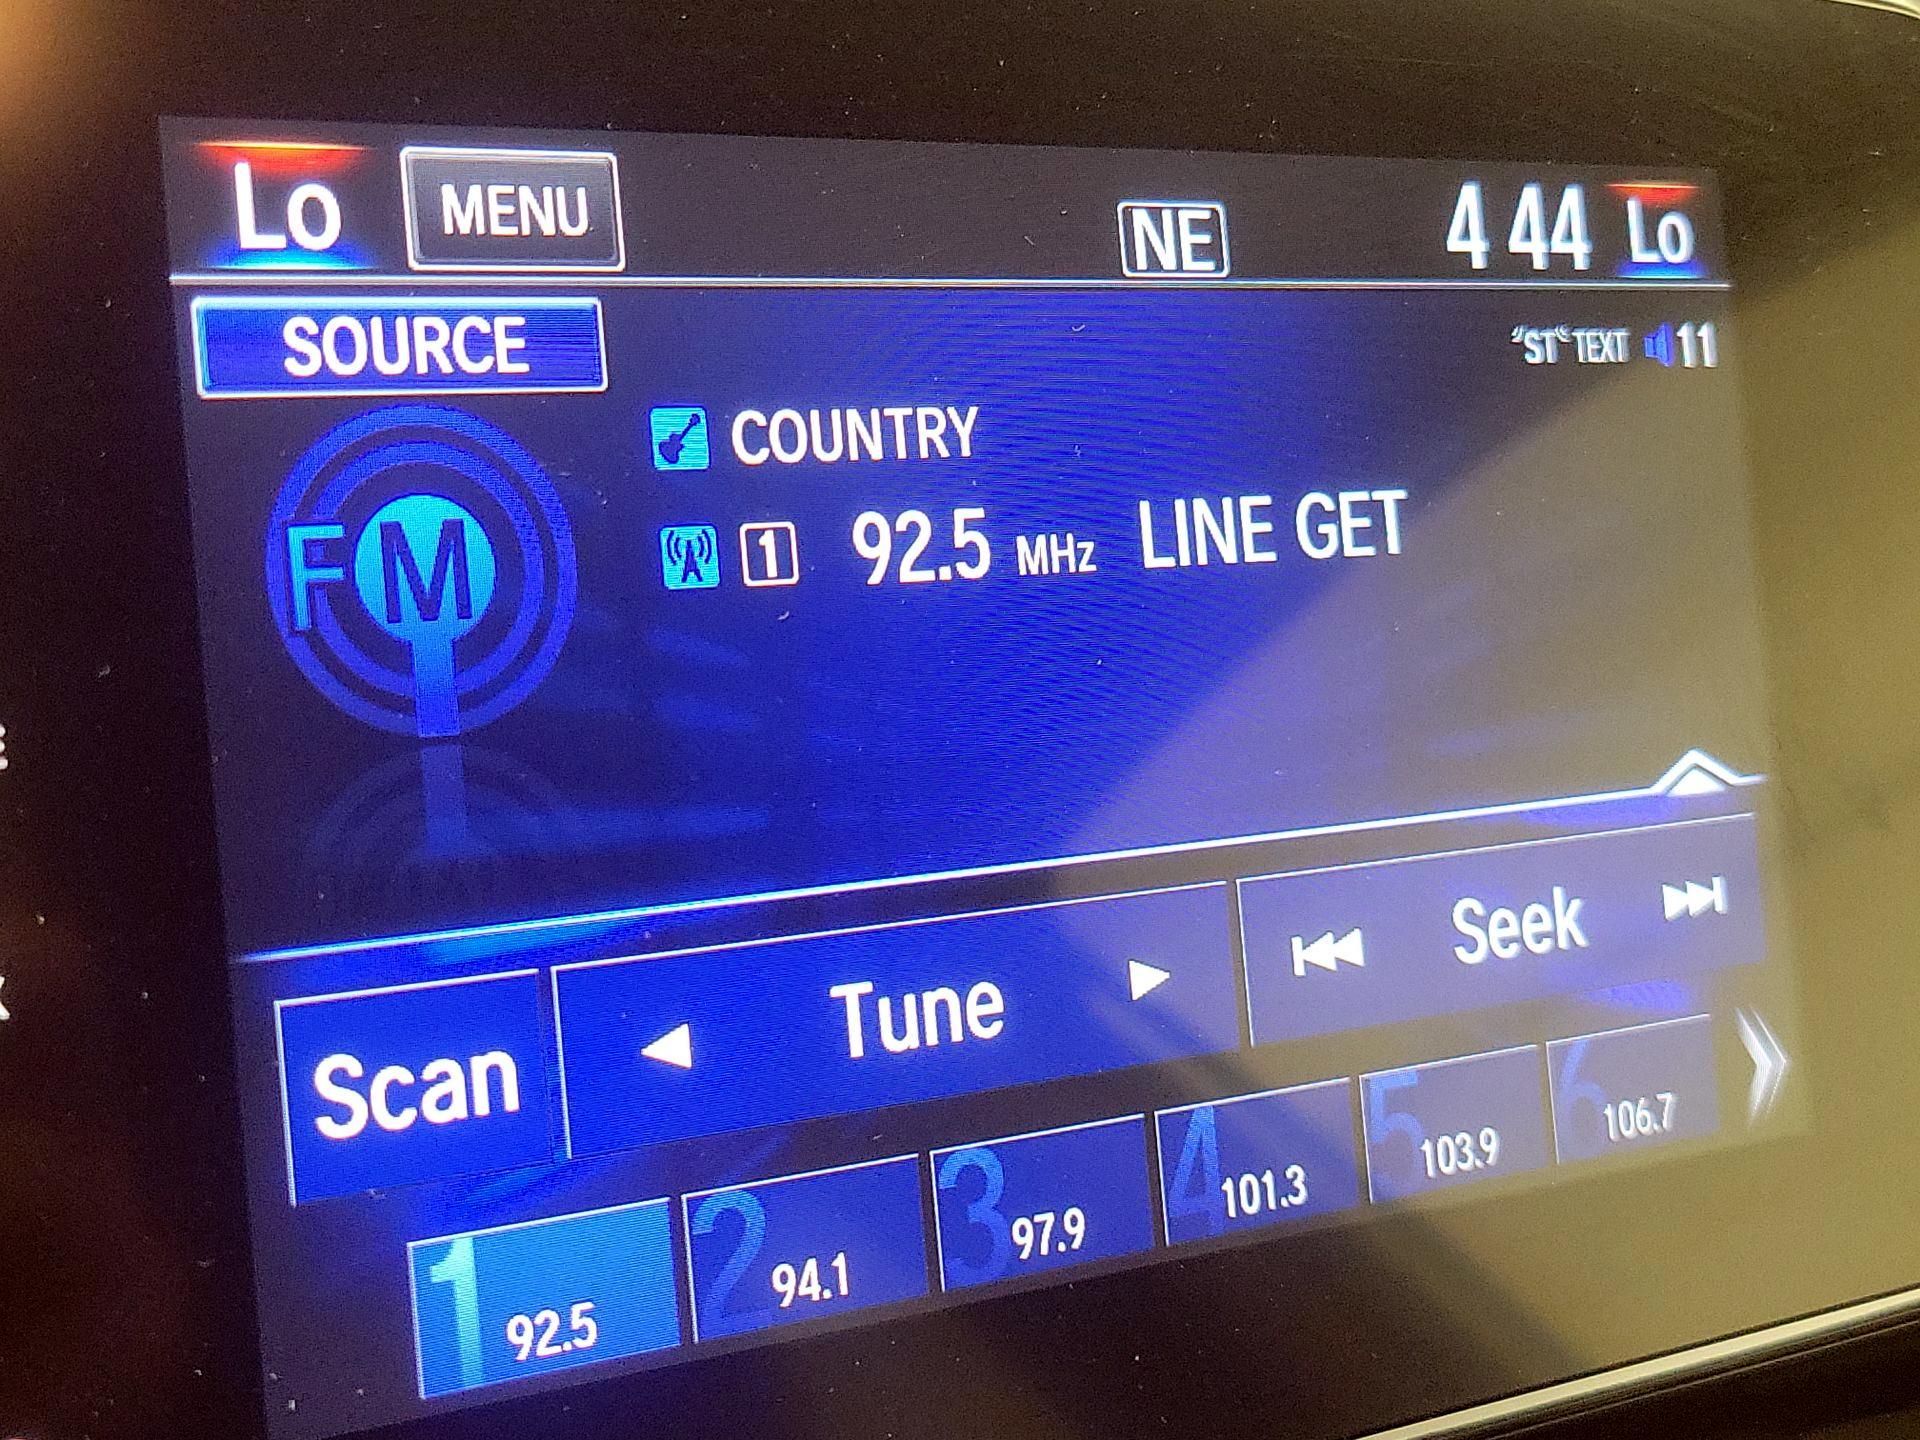 Lo MENU NE 4 44 Lo
SOURCE "ST" TEXT 11
COUNTRY
FM 1 92.5 MHz LINE GET
Scan Tune Seek
1 92.5 2 94.1 3 97.9 4 101.3 5 103.9 6 106.7